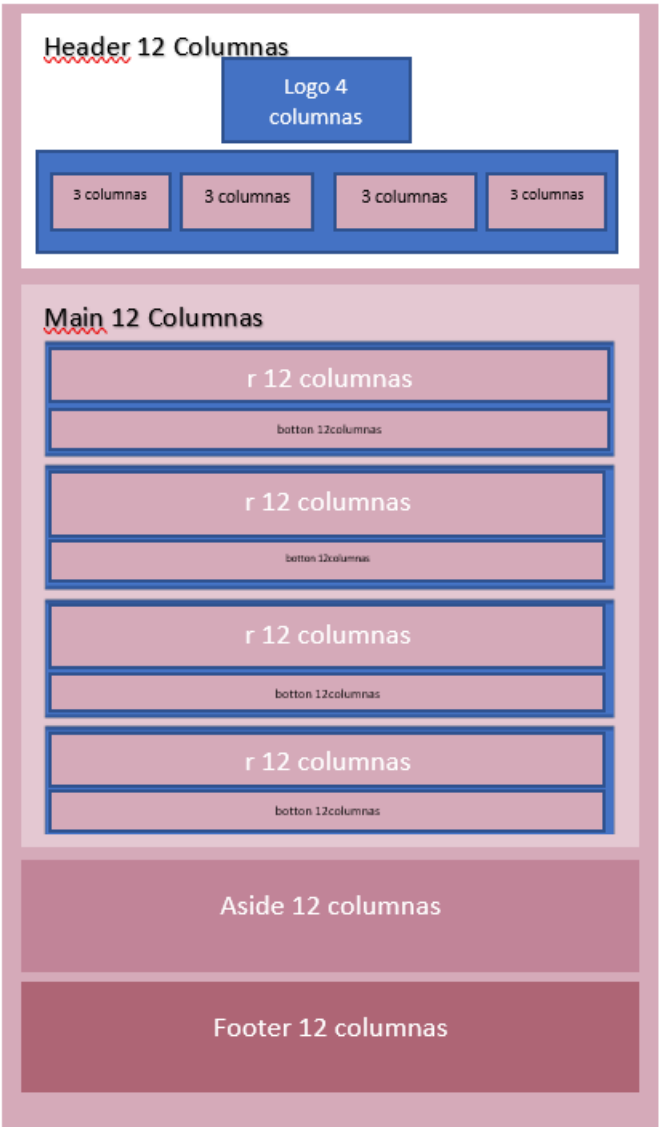 Header 12 Columnas
Logo 4
columnas
3 columnas
3 columnas
3 columnas
3 columnas
Main 12 Columnas
r 12 columnas
botton 12columnas
r 12 columnas
botton 12columnas
r 12 columnas
botton 12columnas
r 12 columnas
botton 12columnas
Aside 12 columnas
Footer 12 columnas